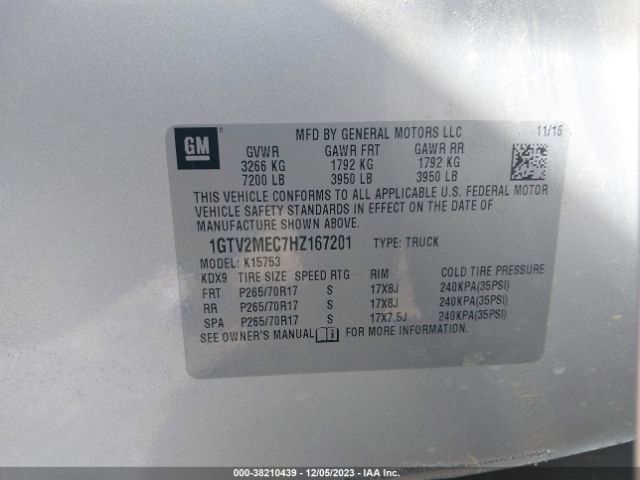 GM
MFD BY GENERAL MOTORS LLC 11/16
GVWR GAWR FRT GAWR RR
3266 KG 1792 KG 1792 KG
7200 LB 3950 LB 3950 LB
THIS VEHICLE CONFORMS TO ALL APPLICABLE U.S. FEDERAL MOTOR
VEHICLE SAFETY STANDARDS IN EFFECT ON THE DATE OF
MANUFACTURE SHOWN ABOVE.
1GTV2MEC7HZ167201 TYPE: TRUCK
MODEL: K15753
KDX9 TIRE SIZE SPEED RTG RIM COLD TIRE PRESSURE
FRT P265/70R17 S 17X8J 240KPA(35PSI)
RR P265/70R17 S 17X8J 240KPA(35PSI)
SPA P265/70R17 S 17X7.5J 240KPA(35PSI)
SEE OWNER'S MANUAL FOR MORE INFORMATION.
000-38210439 - 12/05/2023 - IAA Inc.